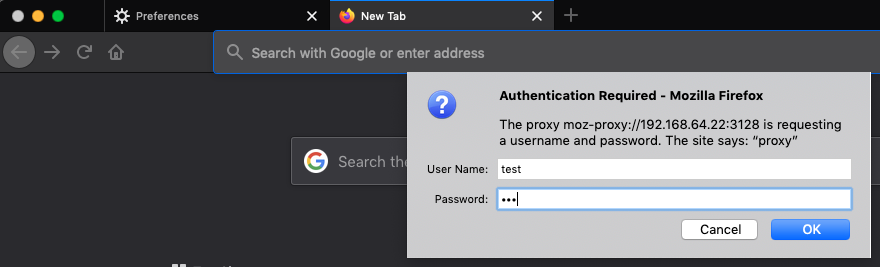 Preferences
New Tab
Search with Google or enter address
Authentication Required - Mozilla Firefox
The proxy moz-proxy://192.168.64.22:3128 is requesting
a username and password. The site says: “proxy”
G Search the
User Name: test
Password: •••
Cancel OK